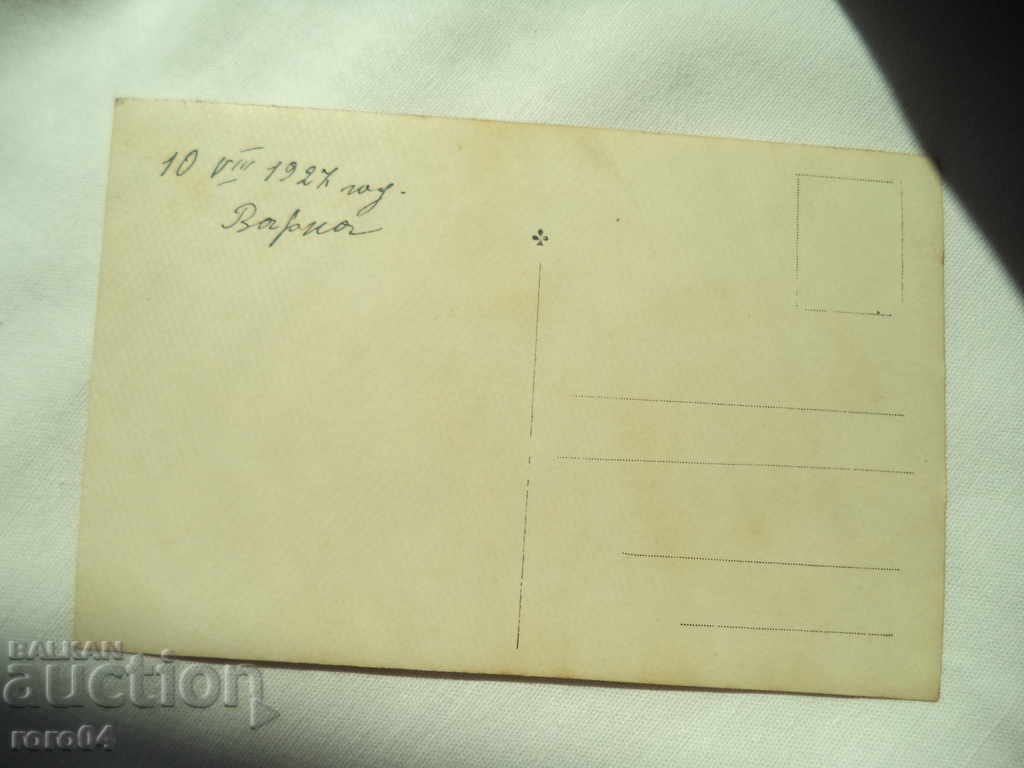 10 VIII 1927 год.
Варна
BALKAN
auction
roro04